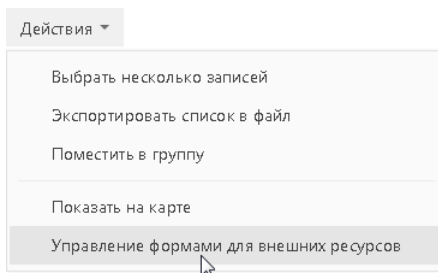 Действия
Выбрать несколько записей
Экспортировать список в файл
Поместить в группу
Показать на карте
Управление формами для внешних ресурсов